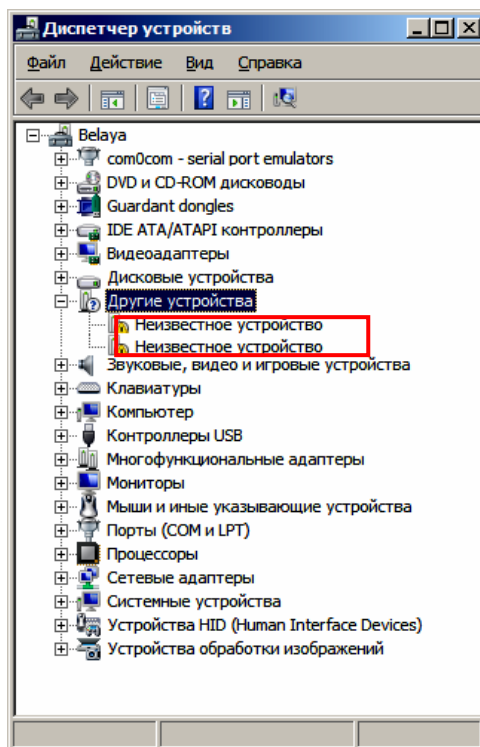 Диспетчер устройств
Файл Действие Вид Справка
Belaya
com0com - serial port emulators
DVD и CD-ROM дисководы
Guardant dongles
IDE ATA/ATAPI контроллеры
Видеоадаптеры
Дисковые устройства
Другие устройства
Неизвестное устройство
Неизвестное устройство
Звуковые, видео и игровые устройства
Клавиатуры
Компьютер
Контроллеры USB
Многофункциональные адаптеры
Мониторы
Мыши и иные указывающие устройства
Порты (COM и LPT)
Процессоры
Сетевые адаптеры
Системные устройства
Устройства HID (Human Interface Devices)
Устройства обработки изображений